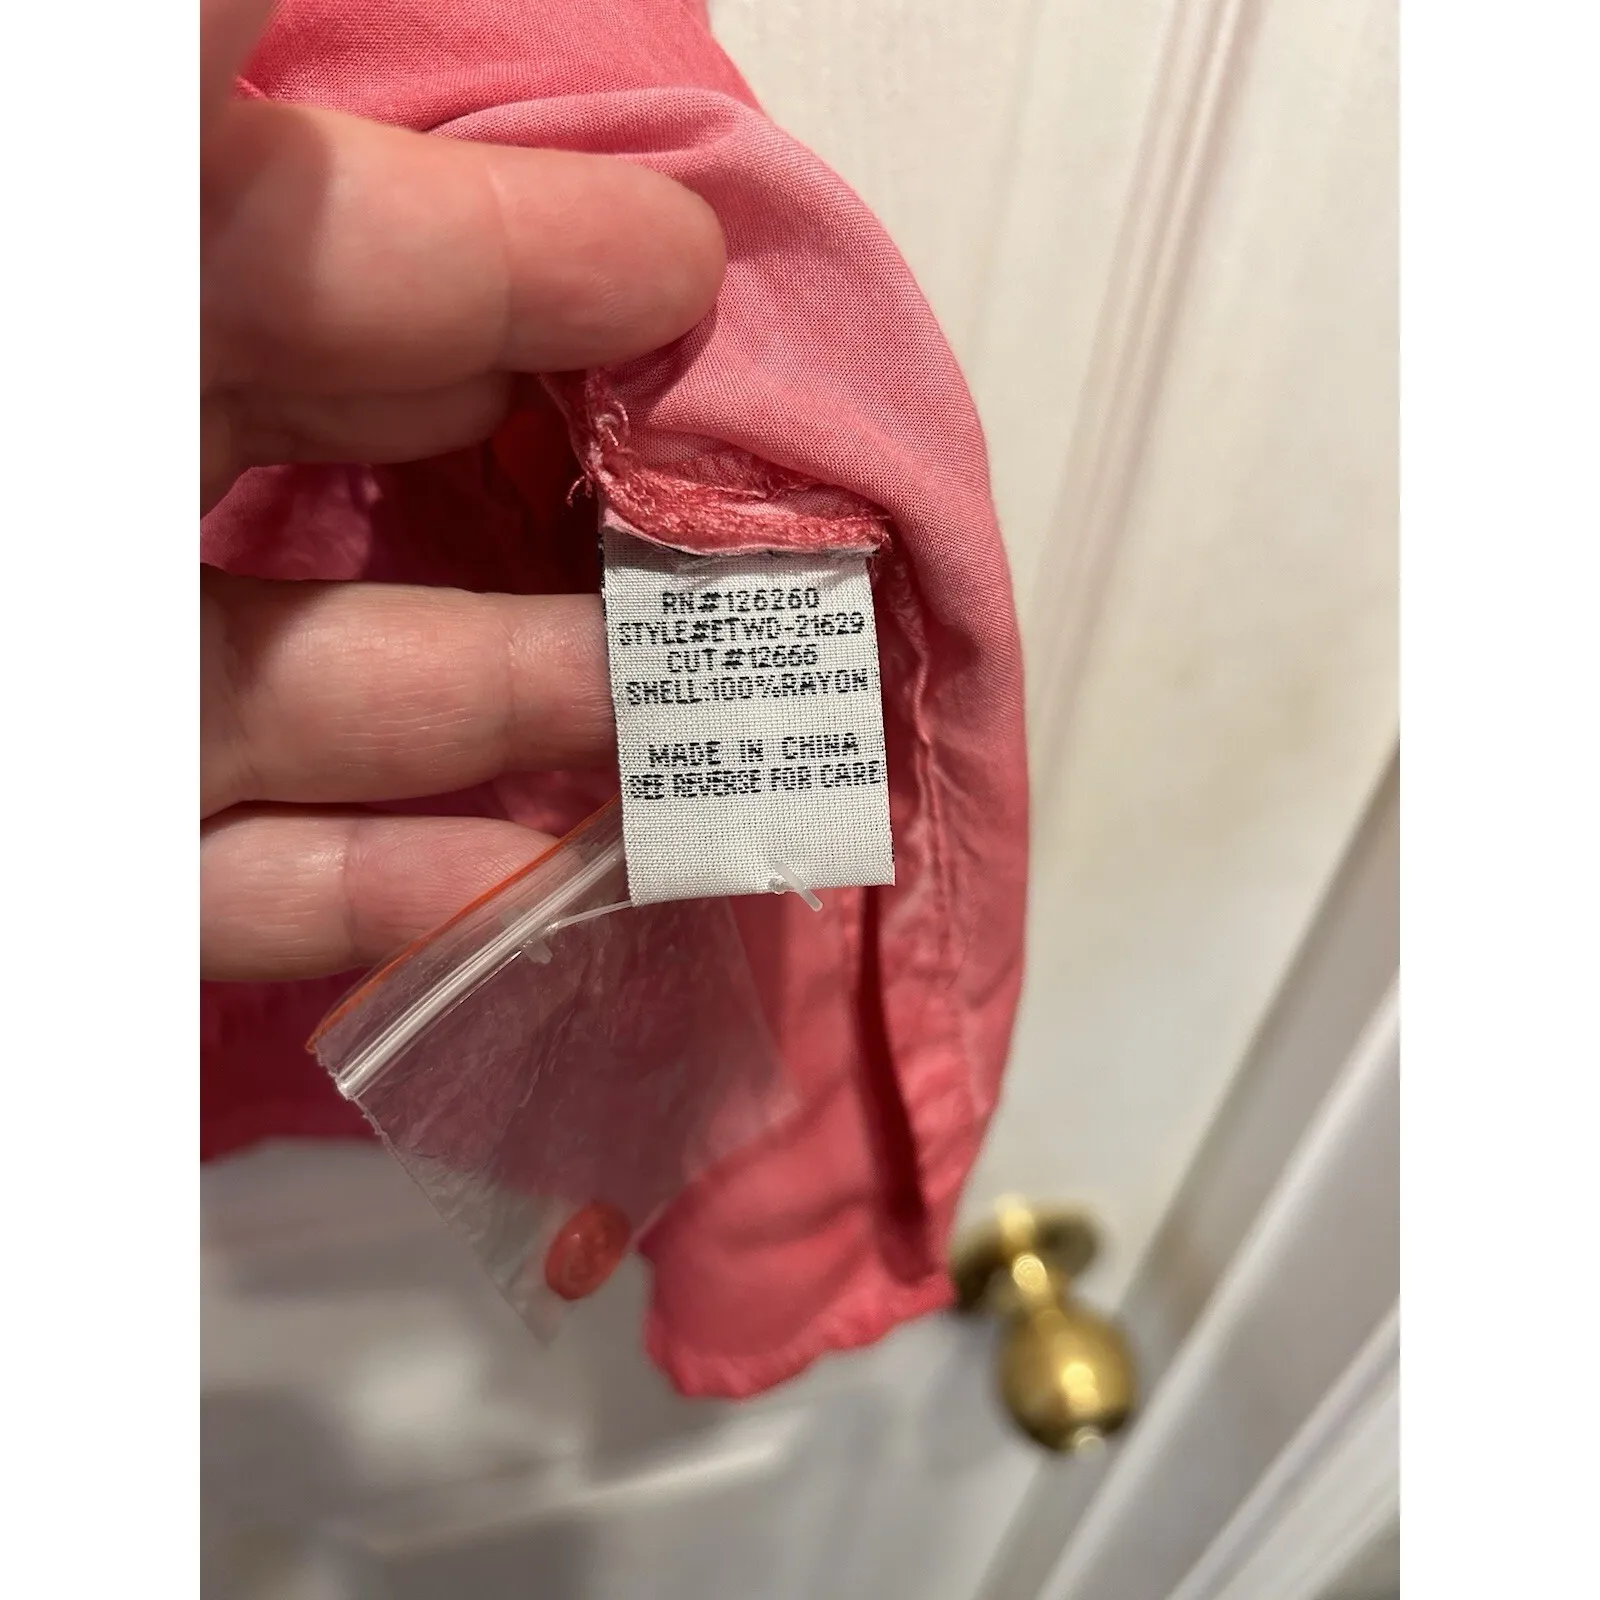 RN#126260
STYLE#ETWD-21629
CUT#12666
SHELL:100%RAYON
MADE IN CHINA
SEE REVERSE FOR CARE